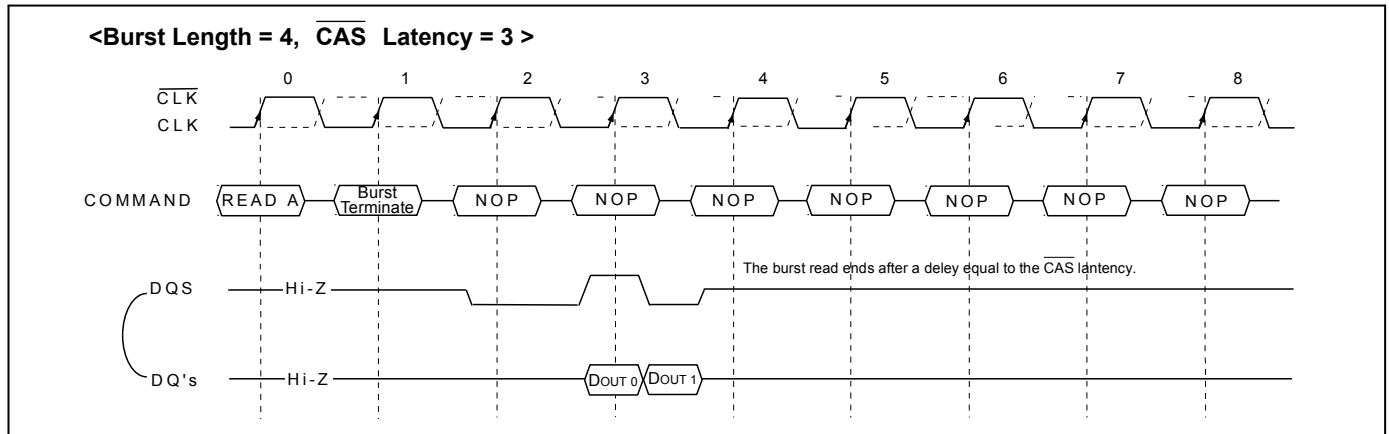 <Burst Length = 4, CAS Latency = 3 >
0 1 2 3 4 5 6 7 8
CLK
CLK
COMMAND READ A Burst Terminate NOP NOP NOP NOP NOP NOP NOP
The burst read ends after a deley equal to the CAS lantency.
DQS Hi-Z
DQ's Hi-Z DOUT 0 DOUT 1